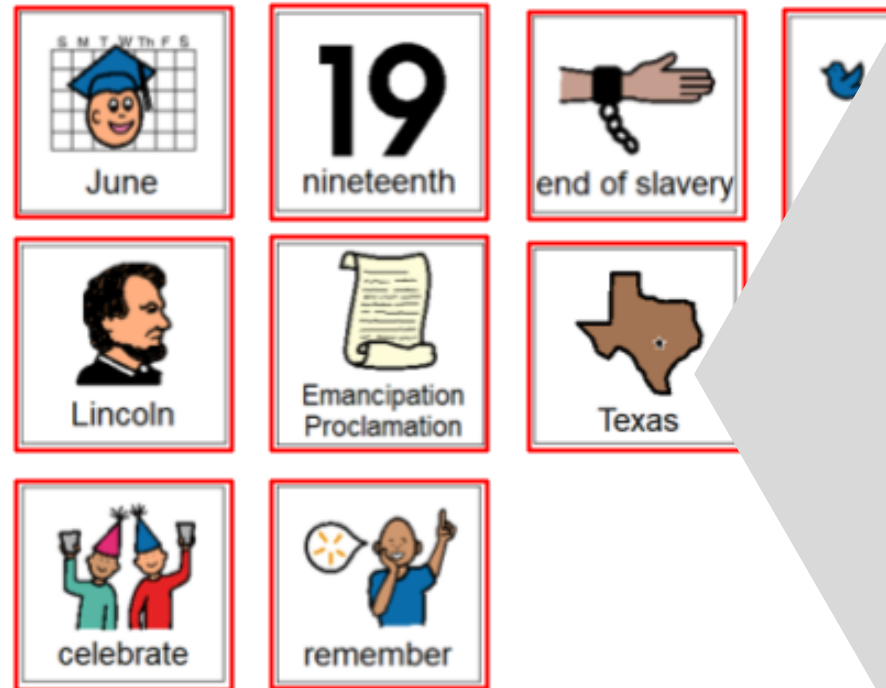 S M T W Th F S
June
19
nineteenth
end of slavery
Lincoln
Emancipation
Proclamation
Texas
celebrate
remember